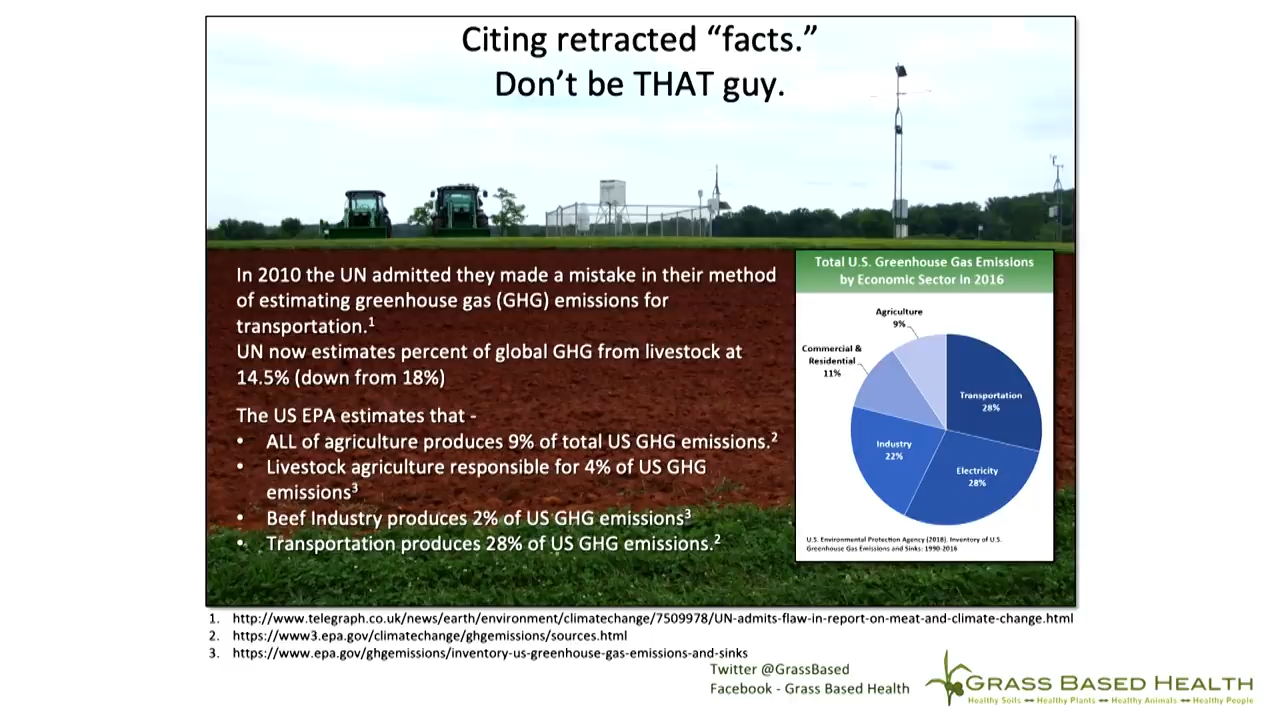 Citing retracted “facts.”
Don’t be THAT guy.
In 2010 the UN admitted they made a mistake in their method
of estimating greenhouse gas (GHG) emissions for
transportation.¹
UN now estimates percent of global GHG from livestock at
14.5% (down from 18%)
The US EPA estimates that -
• ALL of agriculture produces 9% of total US GHG emissions.²
• Livestock agriculture responsible for 4% of US GHG
emissions³
• Beef Industry produces 2% of US GHG emissions³
• Transportation produces 28% of US GHG emissions.²
Total U.S. Greenhouse Gas Emissions
by Economic Sector in 2016
Agriculture
9%
Commercial &
Residential
11%
Transportation
28%
Industry
22%
Electricity
28%
U.S. Environmental Protection Agency (2018). Inventory of U.S.
Greenhouse Gas Emissions and Sinks: 1990-2016
1. http://www.telegraph.co.uk/news/earth/environment/climatechange/7509978/UN-admits-flaw-in-report-on-meat-and-climate-change.html
2. https://www3.epa.gov/climatechange/ghgemissions/sources.html
3. https://www.epa.gov/ghgemissions/inventory-us-greenhouse-gas-emissions-and-sinks
Twitter @GrassBased
Facebook - Grass Based Health
GRASS BASED HEALTH
Healthy Soils ↔ Healthy Plants ↔ Healthy Animals ↔ Healthy People